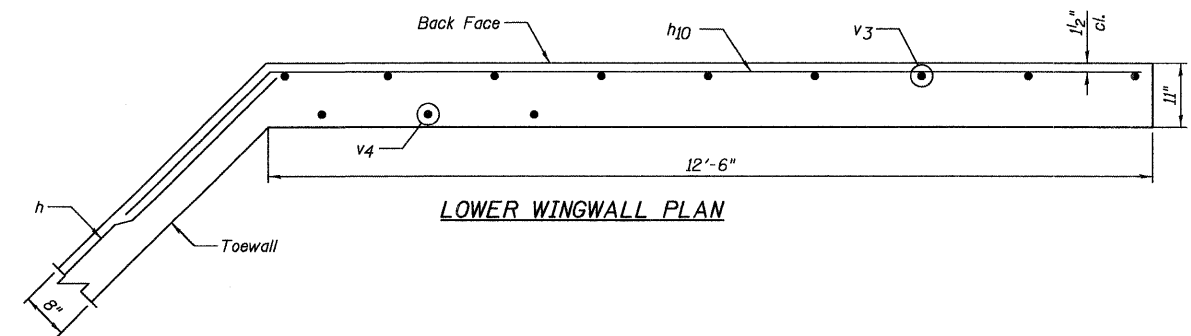 Back Face
h10
v3
1½" cl.
11"
v4
12'-6"
h
LOWER WINGWALL PLAN
Toewall
8"